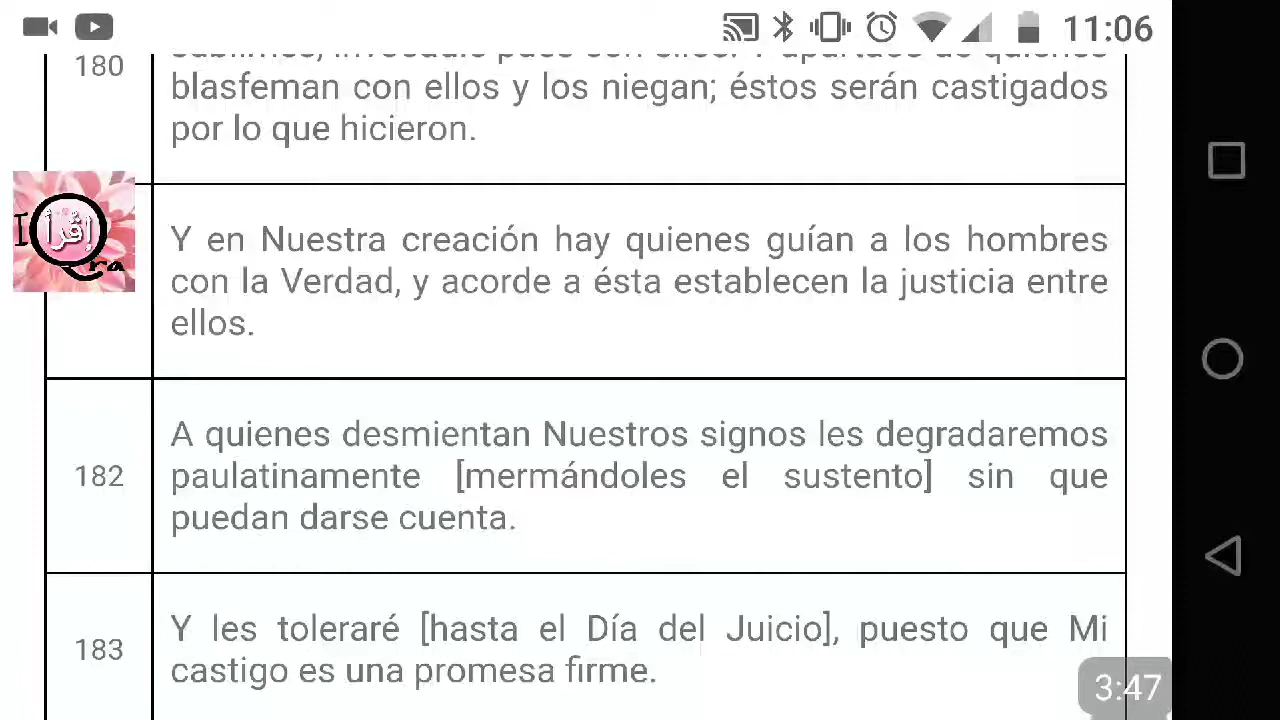 11:06
180
blasfeman con ellos y los niegan; éstos serán castigados
por lo que hicieron.
اقرأ
Y en Nuestra creación hay quienes guían a los hombres
con la Verdad, y acorde a ésta establecen la justicia entre
ellos.
182
A quienes desmientan Nuestros signos les degradaremos
paulatinamente [mermándoles el sustento] sin que
puedan darse cuenta.
183
Y les toleraré [hasta el Día del Juicio], puesto que Mi
castigo es una promesa firme.
3:47